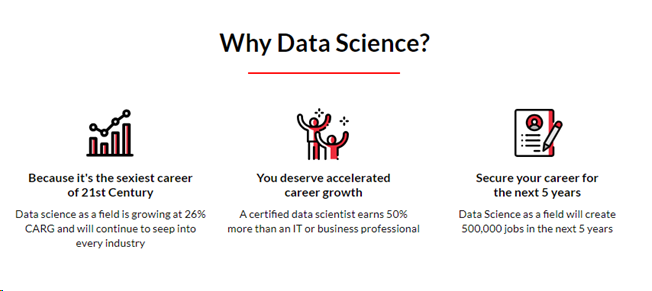 Why Data Science?
Because it's the sexiest career
of 21st Century
Data science as a field is growing at 26%
CARG and will continue to seep into
every industry
You deserve accelerated
career growth
A certified data scientist earns 50%
more than an IT or business professional
Secure your career for
the next 5 years
Data Science as a field will create
500,000 jobs in the next 5 years